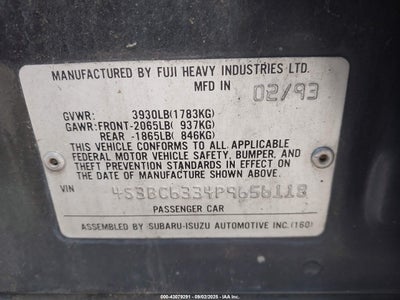 MANUFACTURED BY FUJI HEAVY INDUSTRIES LTD.
MFD IN 02/93
GVWR: 3930LB(1783KG)
GAWR:FRONT-2065LB( 937KG)
REAR -1865LB( 846KG)
THIS VEHICLE CONFORMS TO ALL APPLICABLE
FEDERAL MOTOR VEHICLE SAFETY, BUMPER, AND
THEFT PREVENTION STANDARDS IN EFFECT ON
THE DATE OF MANUFACTURE SHOWN ABOVE.
VIN 4S3BC6334P9656118
PASSENGER CAR
ASSEMBLED BY SUBARU-ISUZU AUTOMOTIVE INC.(160)
000-43078291 - 09/02/2025 - IAAI